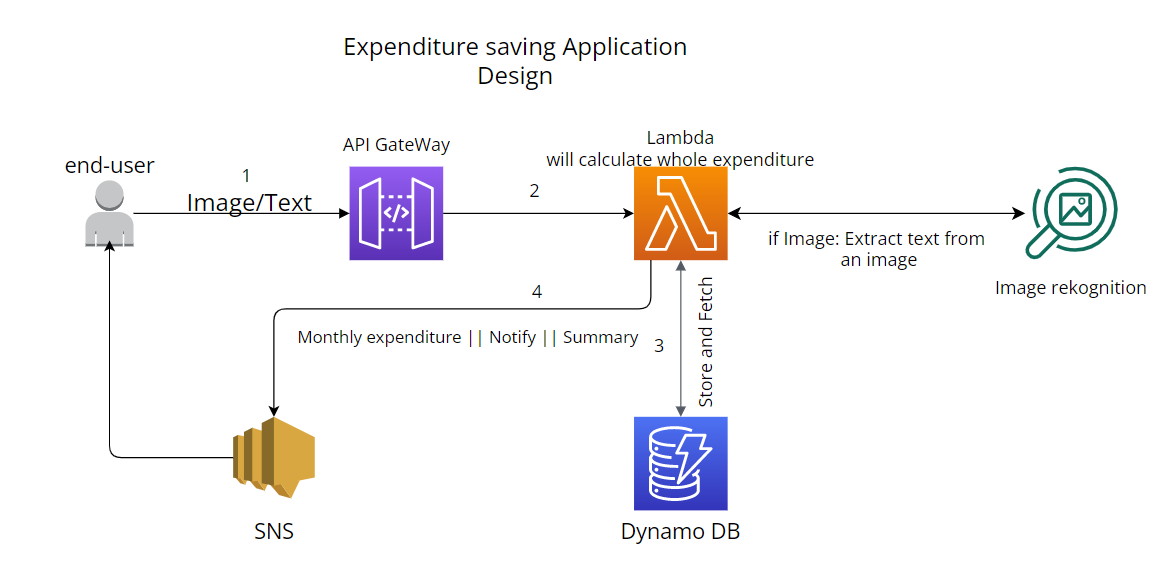 Expenditure saving Application
Design
end-user
1
Image/Text
API GateWay
2
Lambda
will calculate whole expenditure
</>
if Image: Extract text from
an image
Image rekognition
4
Monthly expenditure || Notify || Summary
3
Store and Fetch
SNS
Dynamo DB